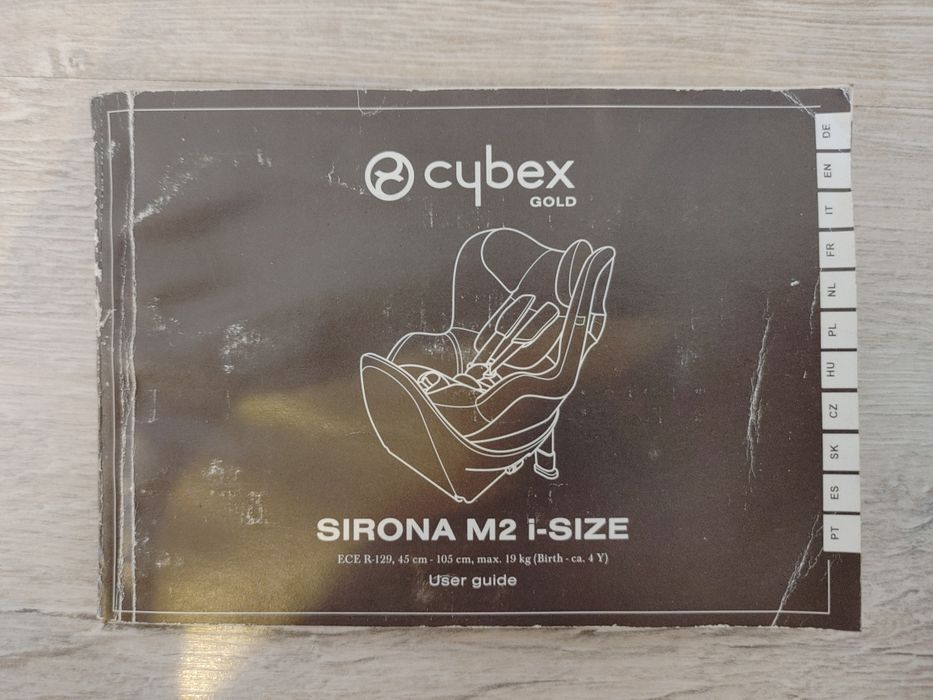 cybex
GOLD
SIRONA M2 i-SIZE
ECE R-129, 45 cm - 105 cm, max. 19 kg (Birth - ca. 4 Y)
User guide
DE
EN
IT
FR
NL
PL
HU
CZ
SK
ES
PT